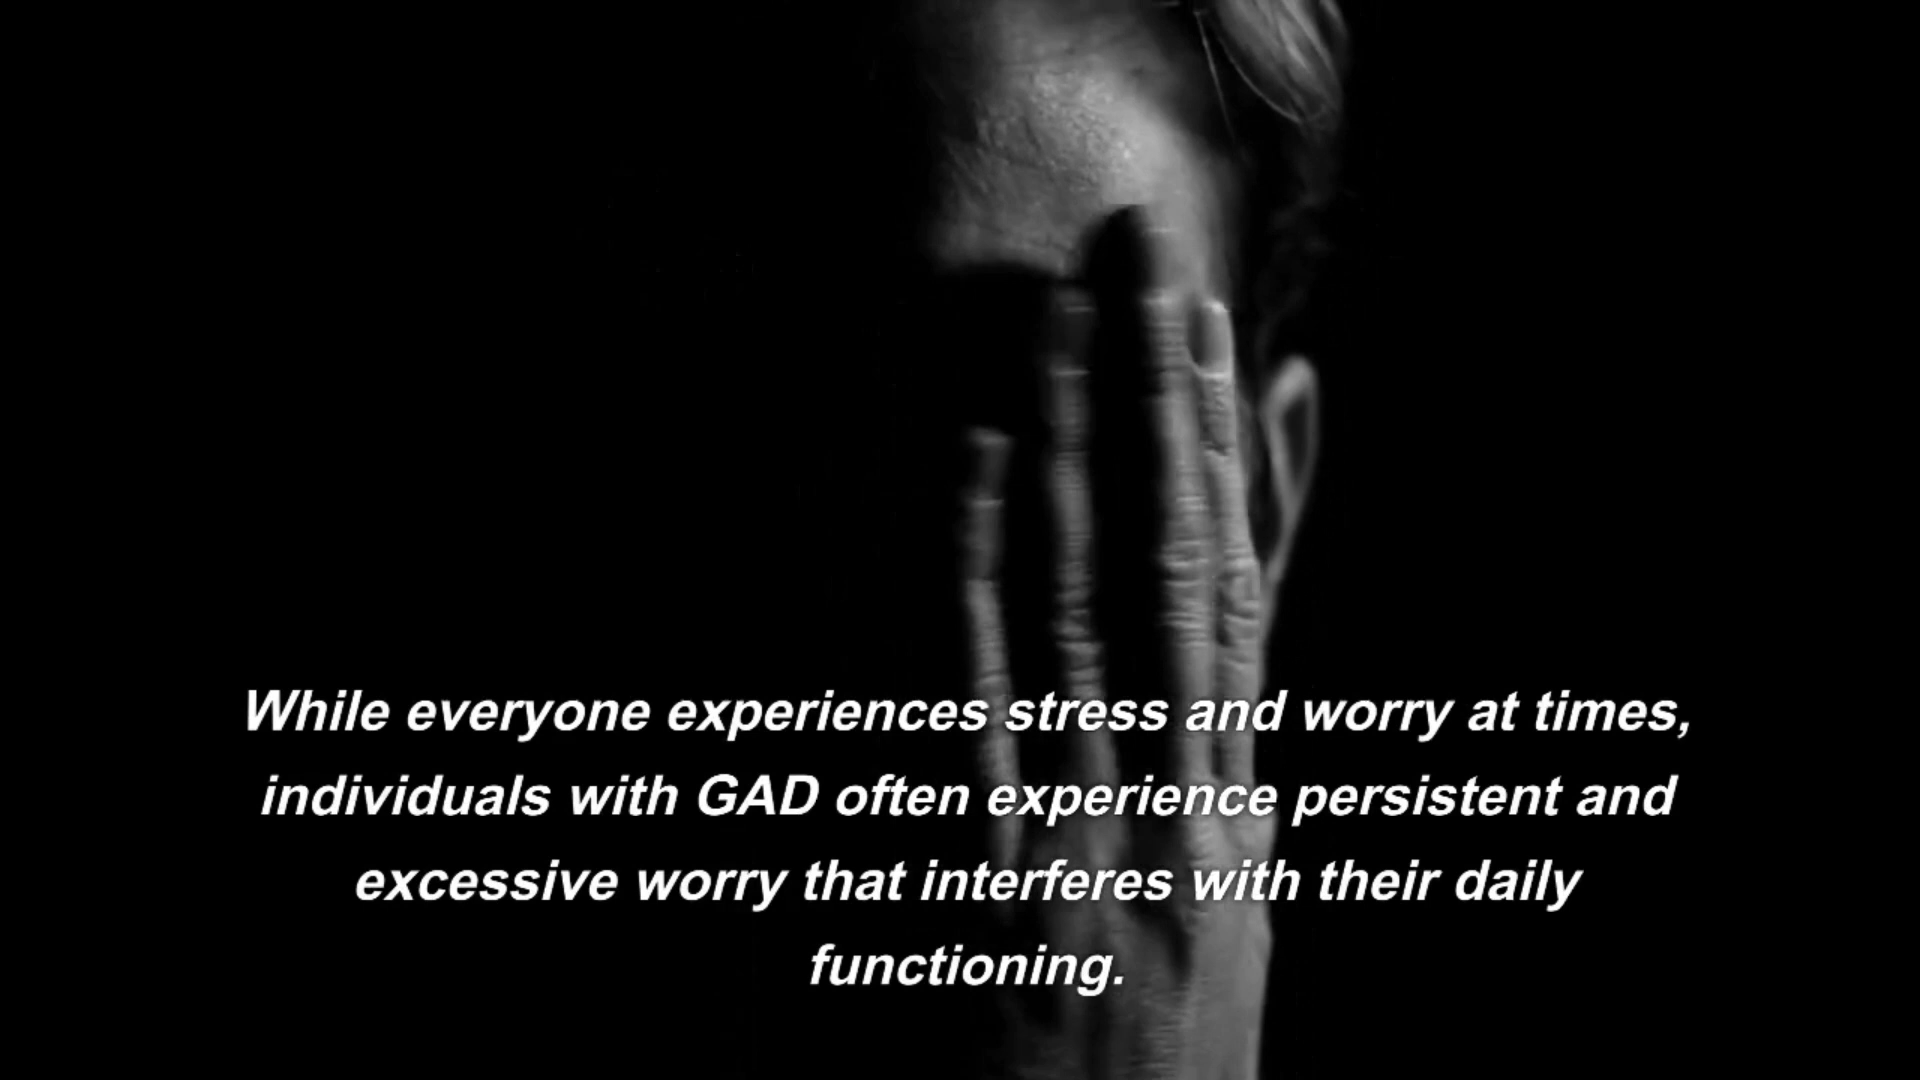 While everyone experiences stress and worry at times,
individuals with GAD often experience persistent and
excessive worry that interferes with their daily
functioning.